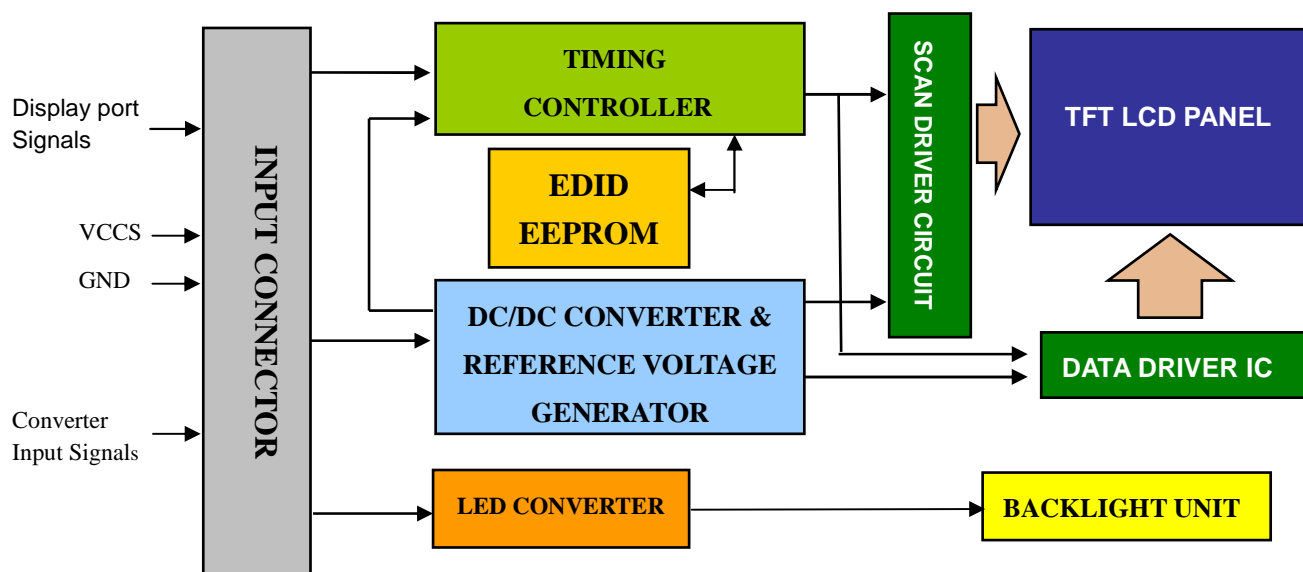 Display port
Signals
VCCS
GND
Converter
Input Signals
INPUT CONNECTOR
TIMING
CONTROLLER
EDID
EEPROM
DC/DC CONVERTER &
REFERENCE VOLTAGE
GENERATOR
LED CONVERTER
SCAN DRIVER CIRCUIT
TFT LCD PANEL
DATA DRIVER IC
BACKLIGHT UNIT